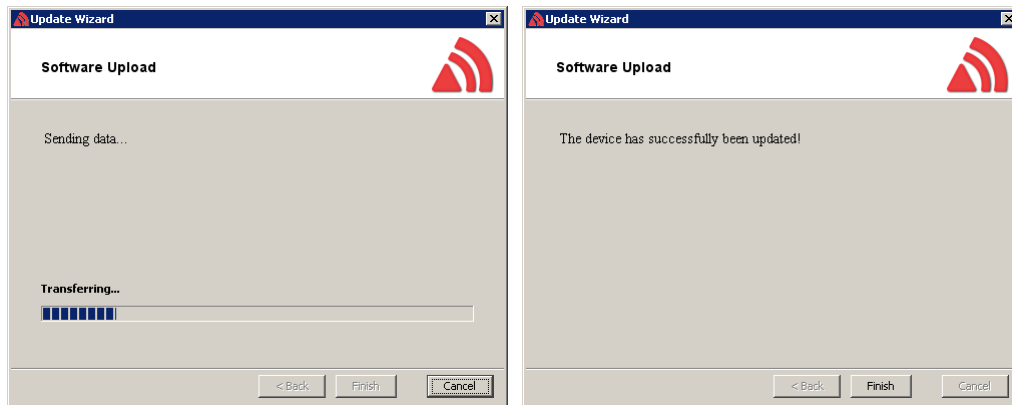 Update Wizard
Software Upload
Sending data...
Transferring...
< Back Finish Cancel
Update Wizard
Software Upload
The device has successfully been updated!
< Back Finish Cancel